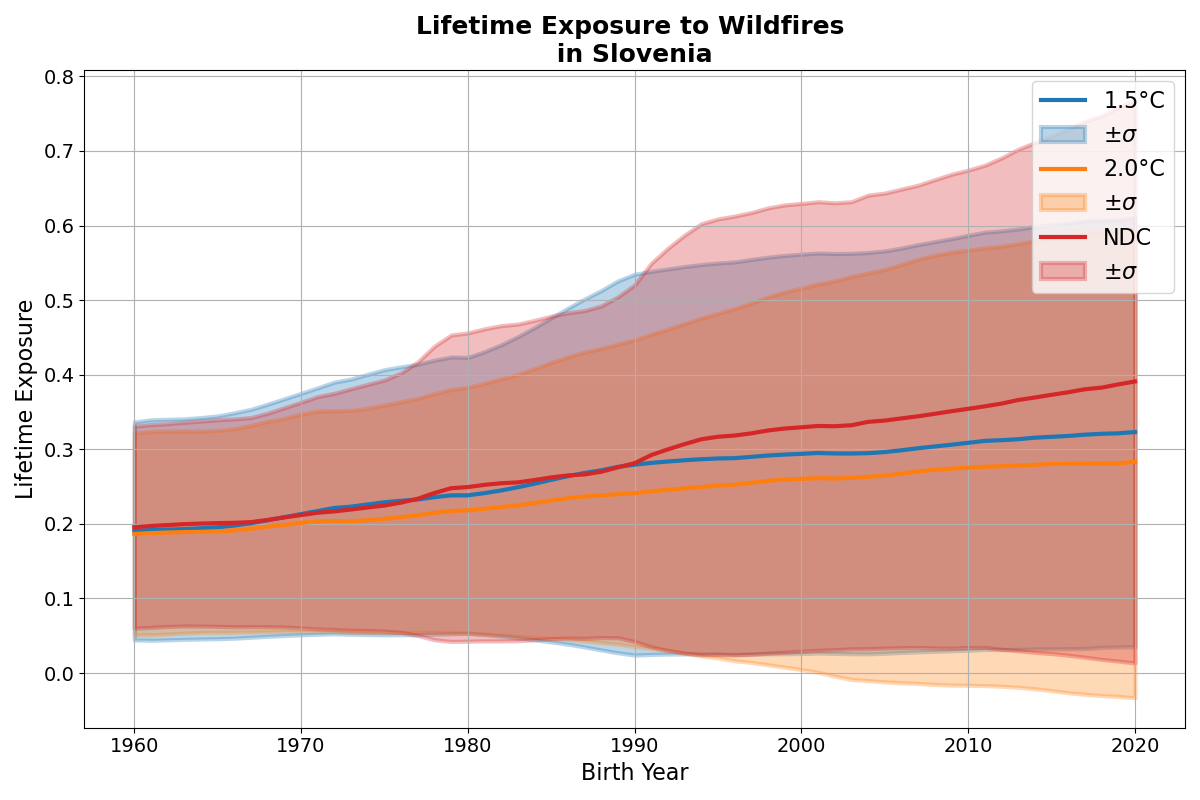 Lifetime Exposure to Wildfires
in Slovenia
Lifetime Exposure
0.8
0.7
0.6
0.5
0.4
0.3
0.2
0.1
0.0
1.5°C
±σ
2.0°C
±σ
NDC
±σ
1960 1970 1980 1990 2000 2010 2020
Birth Year